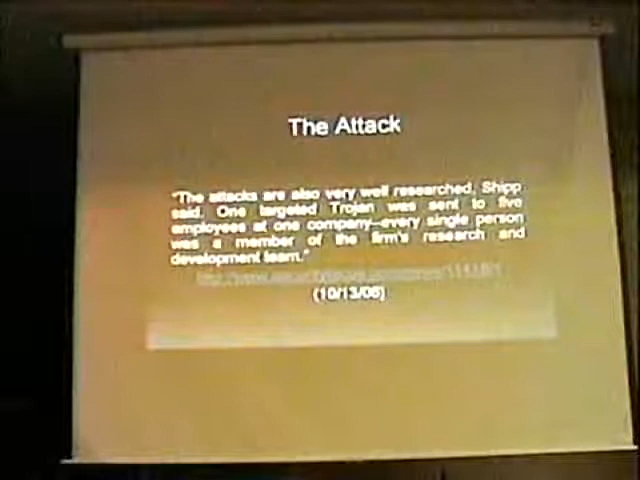 The Attack
"The attacks are also very well researched, Shipp
said. One targeted Trojan was sent to five
employees at one company--every single person
was a member of the firm's research and
development team."
(10/13/06)